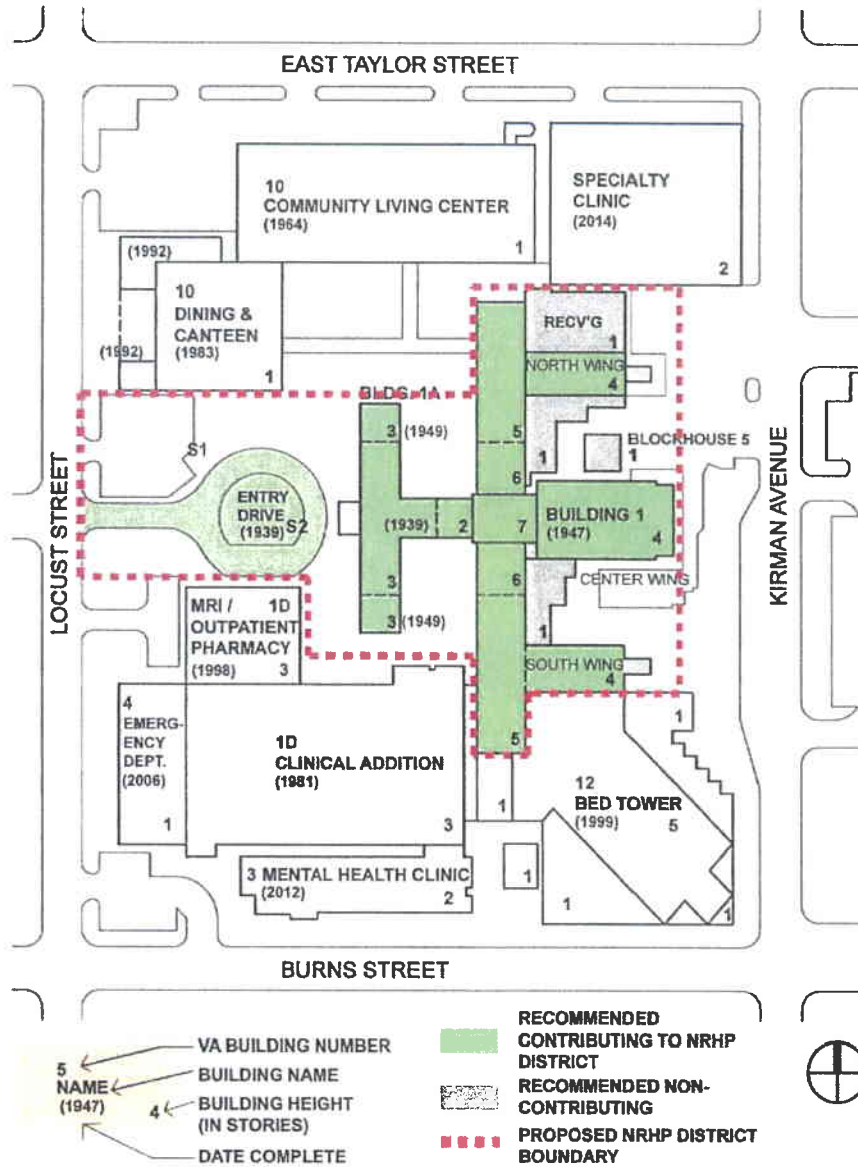 EAST TAYLOR STREET
10
COMMUNITY LIVING CENTER
(1964)
1
SPECIALTY
CLINIC
(2014)
2
(1992)
10
DINING &
CANTEEN
(1983)
(1992)
1
RECV'G
1
NORTH WING
4
BLDG. 1A
3 (1949)
5
1
BLOCKHOUSE 5
1
S1
6
LOCUST STREET
KIRMAN AVENUE
ENTRY
DRIVE
(1939)
S2
(1939)
2
7
BUILDING 1
(1947)
4
3
6
CENTER WING
MRI / 1D
OUTPATIENT
PHARMACY
(1998) 3
3 (1949)
1
SOUTH WING
4
4
EMERG-
ENCY
DEPT.
(2006)
1
1D
CLINICAL ADDITION
(1981)
3
5
1
1
12
BED TOWER
(1999)
5
3 MENTAL HEALTH CLINIC
(2012)
2
1
1
1
BURNS STREET
5
NAME
(1947)
4
VA BUILDING NUMBER
BUILDING NAME
BUILDING HEIGHT
(IN STORIES)
DATE COMPLETE
RECOMMENDED
CONTRIBUTING TO NRHP
DISTRICT
RECOMMENDED NON-
CONTRIBUTING
PROPOSED NRHP DISTRICT
BOUNDARY